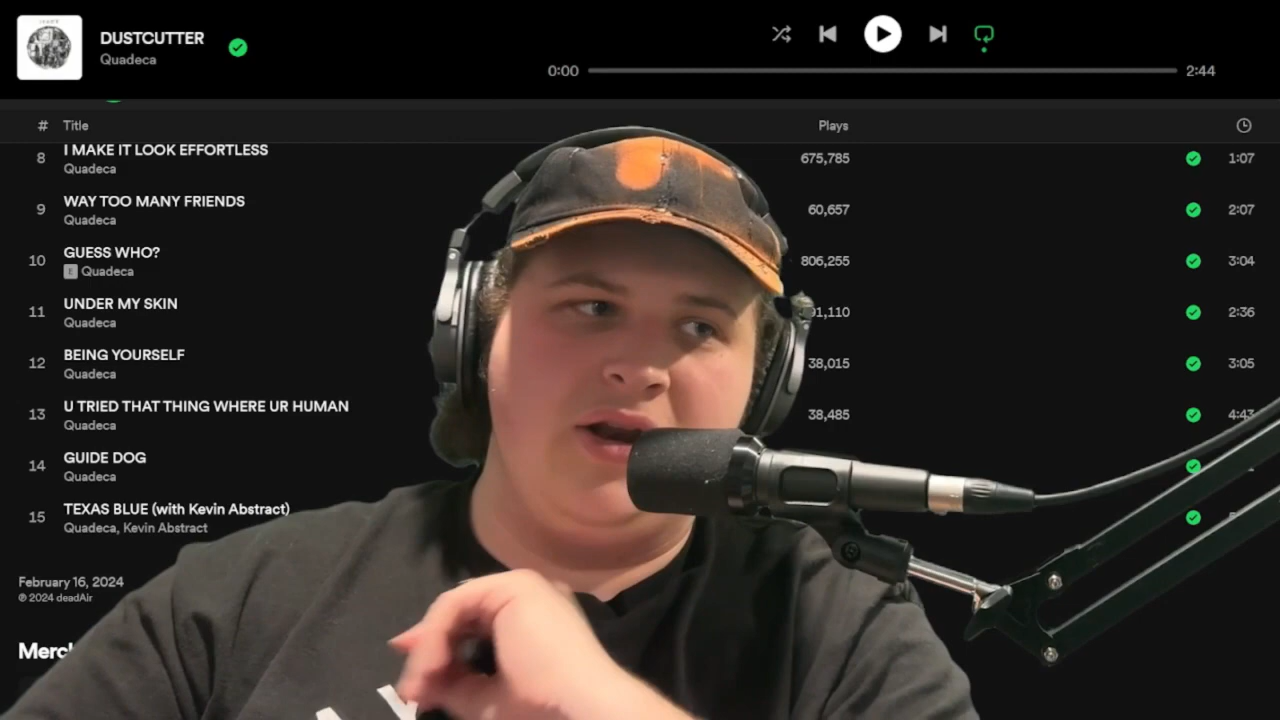 DUSTCUTTER
Quadeca
0:00
2:44
# Title Plays
8 I MAKE IT LOOK EFFORTLESS 675,785 1:07
Quadeca
9 WAY TOO MANY FRIENDS 60,657 2:07
Quadeca
10 GUESS WHO? 806,255 3:04
E Quadeca
11 UNDER MY SKIN 1,110 2:36
Quadeca
12 BEING YOURSELF 38,015 3:05
Quadeca
13 U TRIED THAT THING WHERE UR HUMAN 38,485 4:43
Quadeca
14 GUIDE DOG
Quadeca
15 TEXAS BLUE (with Kevin Abstract)
Quadeca, Kevin Abstract
February 16, 2024
℗ 2024 deadAir